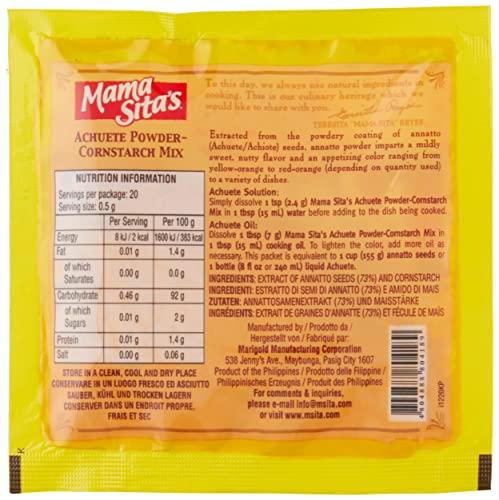 Mama
Sita's
ACHUETE POWDER-
CORNSTARCH MIX
To this day, we always use natural ingredients in
cooking. This is our culinary heritage which we
would like to share with you.
TERESITA "MAMA SITA" REYES
Extracted from the powdery coating of annatto
(Achuete/Achiote) seeds, annatto powder imparts a mildly
sweet, nutty flavor and an appetizing color ranging from
yellow-orange to red-orange (depending on quantity used)
to a variety of dishes.
Achuete Solution:
Simply dissolve 1 tsp (2.4 g) Mama Sita's Achuete Powder-Cornstarch
Mix in 1 tbsp (15 mL) water before adding to the dish being cooked.
Achuete Oil:
Dissolve 1 tbsp (7 g) Mama Sita's Achuete Powder-Cornstarch Mix in
1 tbsp (15 mL) cooking oil. To lighten the color, add more oil as
necessary. This packet is equivalent to 1 cup (155 g) annatto seeds or
1 bottle (8 fl oz or 240 mL) liquid Achuete.
INGREDIENTS: EXTRACT OF ANNATTO SEEDS (73%) AND CORNSTARCH
INGREDIENTI: ESTRATTO DI SEMI DI ANNATTO (73%) E AMIDO DI MAIS
ZUTATEN: ANNATTOSAMENEXTRAKT (73%) UND MAISSTÄRKE
INGRÉDIENTS: EXTRAIT DE GRAINES D'ANATTE (73%) ET FÉCULE DE MAÏS
NUTRITION INFORMATION
Servings per package: 20
Serving size: 0.5 g
Per Serving Per 100 g
Energy 8 kJ / 2 kcal 1600 kJ / 383 kcal
Fat 0.01 g 1.4 g
of which
Saturates 0.00 g 0.0 g
Carbohydrate 0.46 g 92 g
of which
Sugars 0.01 g 2 g
Protein 0.01 g 1.4 g
Salt 0.00 g 0.06 g
STORE IN A CLEAN, COOL AND DRY PLACE
CONSERVARE IN UN LUOGO FRESCO ED ASCIUTTO
SAUBER, KÜHL UND TROCKEN LAGERN
CONSERVER DANS UN ENDROIT PROPRE,
FRAIS ET SEC
Manufactured by / Prodotto da /
Hergestellt von / Fabriqué par:
Marigold Manufacturing Corporation
538 Jenny's Ave., Maybunga, Pasig City 1607
Product of the Philippines / Prodotto delle Filippine /
Philippinisches Erzeugnis / Produit des Philippines
For comments & inquiries,
please e-mail info@msita.com
or visit www.msita.com
4804888804189
i1220KP
K